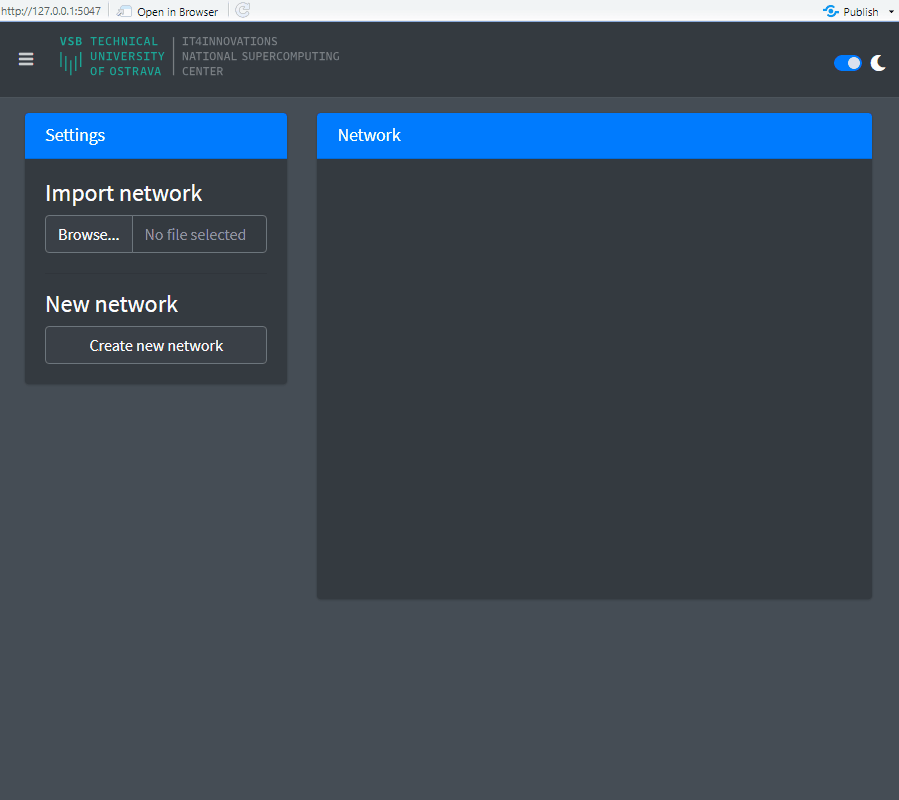 http://127.0.0.1:5047 Open in Browser Publish
VSB TECHNICAL UNIVERSITY OF OSTRAVA
IT4INNOVATIONS
NATIONAL SUPERCOMPUTING
CENTER
Settings
Import network
Browse... No file selected
New network
Create new network
Network